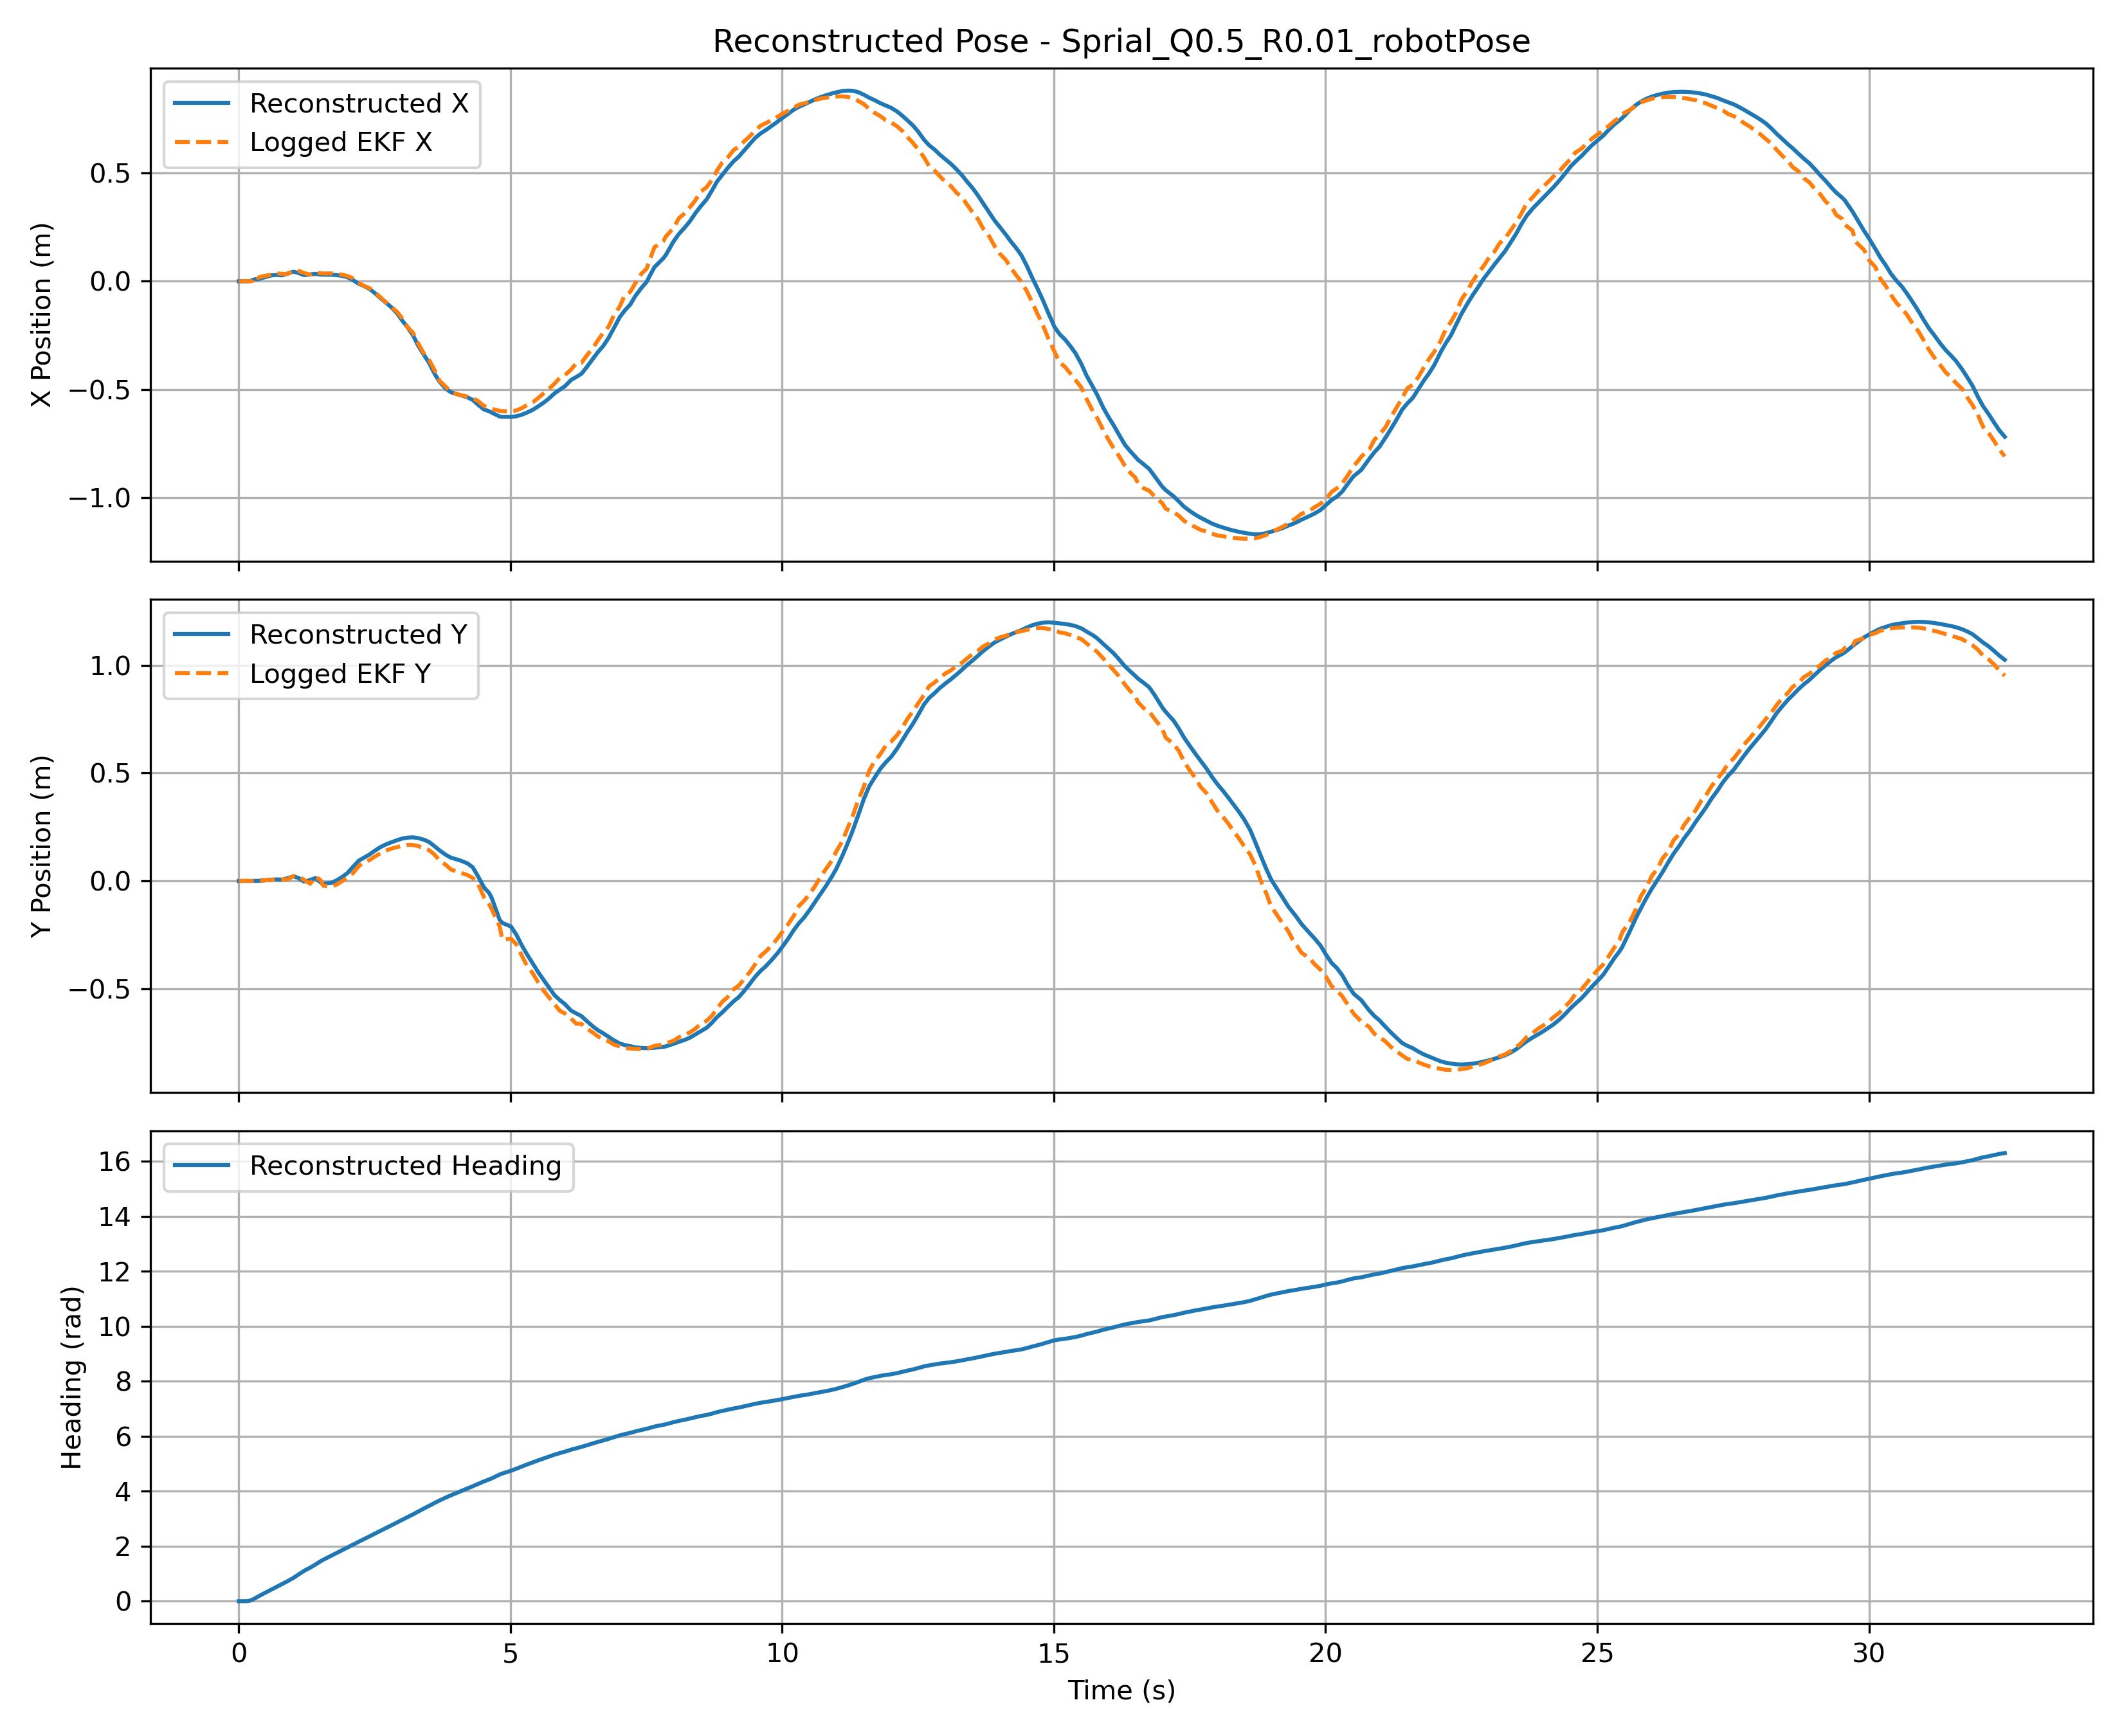 Reconstructed Pose - Sprial_Q0.5_R0.01_robotPose
Reconstructed X
Logged EKF X
X Position (m)
0.5
0.0
−0.5
−1.0
Reconstructed Y
Logged EKF Y
Y Position (m)
1.0
0.5
0.0
−0.5
Reconstructed Heading
Heading (rad)
16
14
12
10
8
6
4
2
0
0 5 10 15 20 25 30
Time (s)